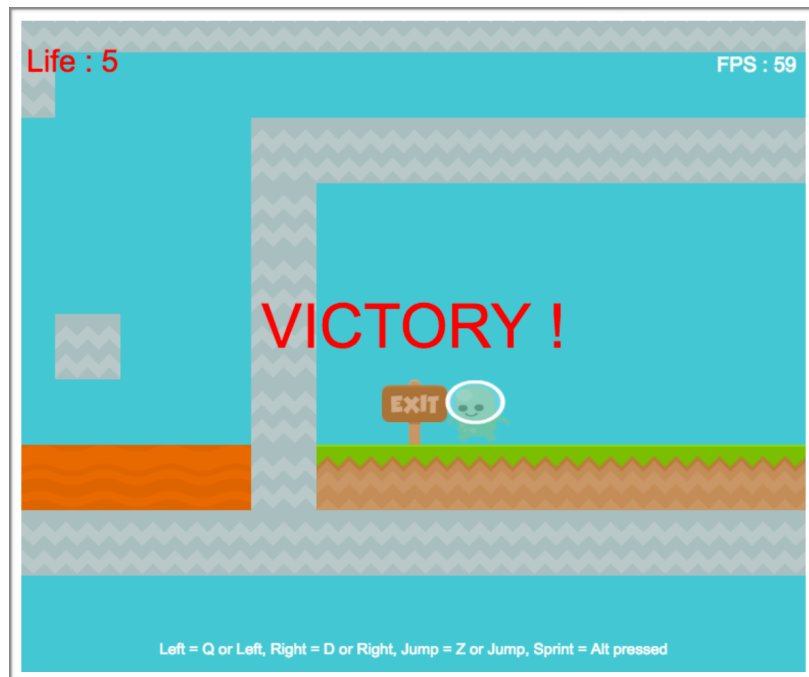 Life : 5
FPS : 59
VICTORY !
EXIT
Left = Q or Left, Right = D or Right, Jump = Z or Jump, Sprint = Alt pressed